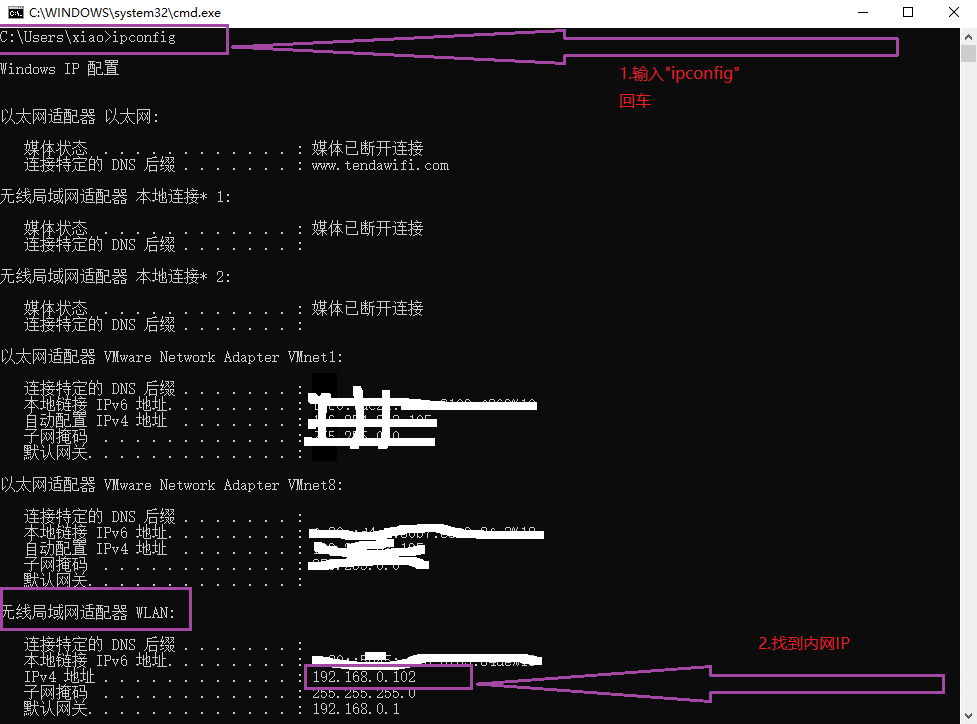 C:\WINDOWS\system32\cmd.exe
C:\Users\xiao>ipconfig
1.输入"ipconfig"
Windows IP 配置
回车
以太网适配器 以太网:
媒体状态 . . . . . . . . . . . . : 媒体已断开连接
连接特定的 DNS 后缀 . . . . . . . : www.tendawifi.com
无线局域网适配器 本地连接* 1:
媒体状态 . . . . . . . . . . . . : 媒体已断开连接
连接特定的 DNS 后缀 . . . . . . . :
无线局域网适配器 本地连接* 2:
媒体状态 . . . . . . . . . . . . : 媒体已断开连接
连接特定的 DNS 后缀 . . . . . . . :
以太网适配器 VMware Network Adapter VMnet1:
连接特定的 DNS 后缀 . . . . . . . :
本地链接 IPv6 地址. . . . . . . . :
自动配置 IPv4 地址 . . . . . . . :
子网掩码 . . . . . . . . . . . . :
默认网关. . . . . . . . . . . . . :
以太网适配器 VMware Network Adapter VMnet8:
连接特定的 DNS 后缀 . . . . . . . :
本地链接 IPv6 地址. . . . . . . . :
自动配置 IPv4 地址 . . . . . . . :
子网掩码 . . . . . . . . . . . . :
默认网关. . . . . . . . . . . . . :
无线局域网适配器 WLAN:
连接特定的 DNS 后缀 . . . . . . . :
2.找到内网IP
本地链接 IPv6 地址. . . . . . . . :
IPv4 地址 . . . . . . . . . . . . : 192.168.0.102
子网掩码 . . . . . . . . . . . . : 255.255.255.0
默认网关. . . . . . . . . . . . . : 192.168.0.1